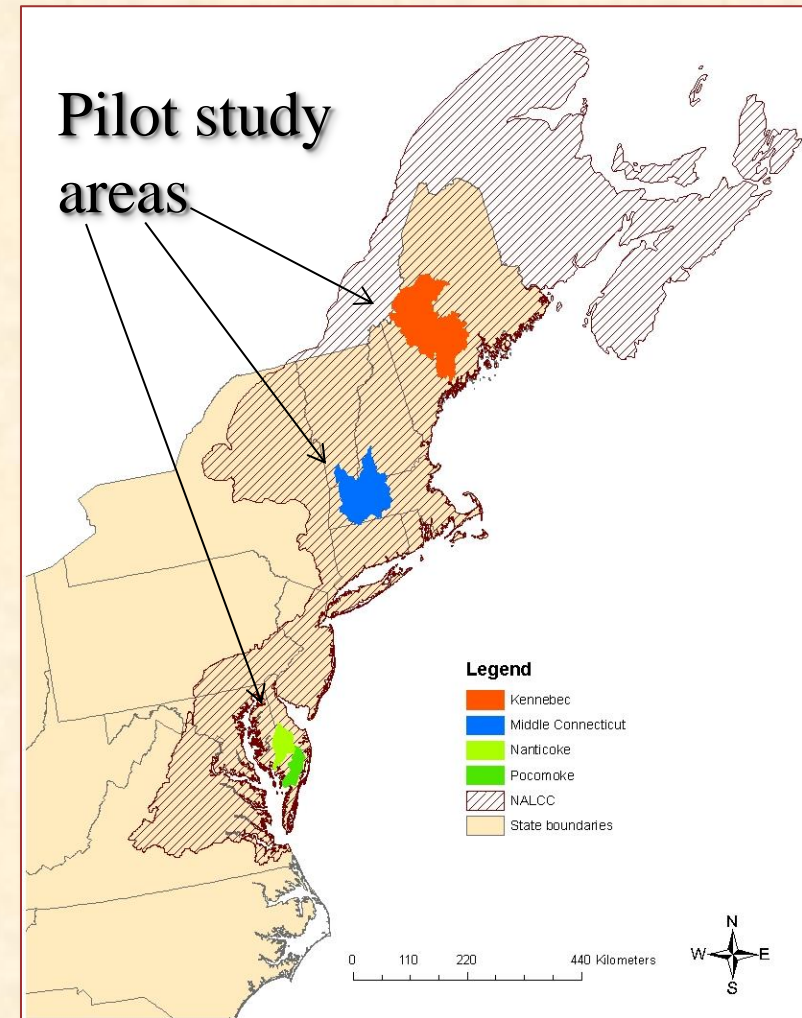 Pilot study
areas
Legend
Kennebec
Middle Connecticut
Nanticoke
Pocomoke
NALCC
State boundaries
0 110 220 440 Kilometers
N
W E
S